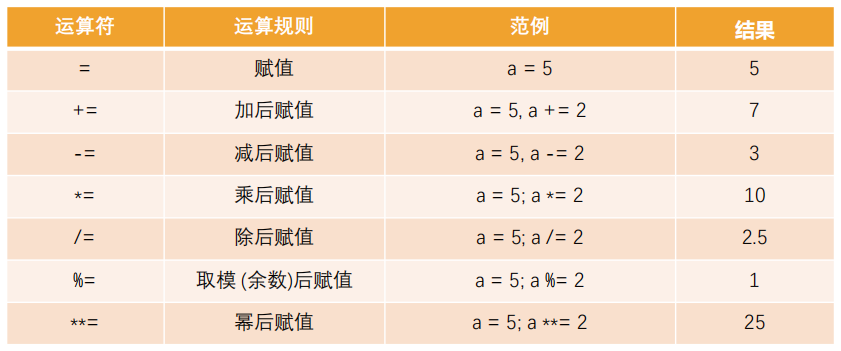 运算符 运算规则 范例 结果
= 赋值 a = 5 5
+= 加后赋值 a = 5, a += 2 7
-= 减后赋值 a = 5, a -= 2 3
*= 乘后赋值 a = 5; a *= 2 10
/= 除后赋值 a = 5; a /= 2 2.5
%= 取模 (余数)后赋值 a = 5; a %= 2 1
**= 幂后赋值 a = 5; a **= 2 25